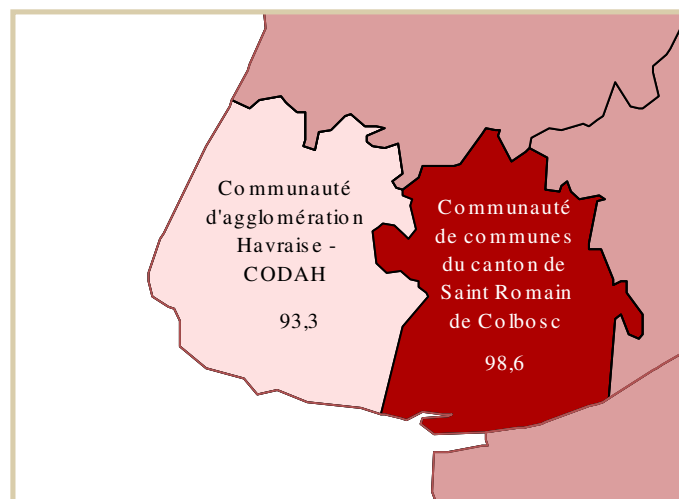 Communauté
d'agglomération
Havraise -
CODAH
93,3
Communauté
de communes
du canton de
Saint Romain
de Colbosc
98,6